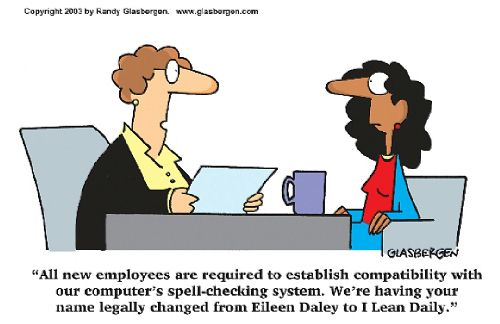 Copyright 2003 by Randy Glasbergen. www.glasbergen.com
GLASBERGEN
“All new employees are required to establish compatibility with
our computer’s spell-checking system. We’re having your
name legally changed from Eileen Daley to I Lean Daily.”